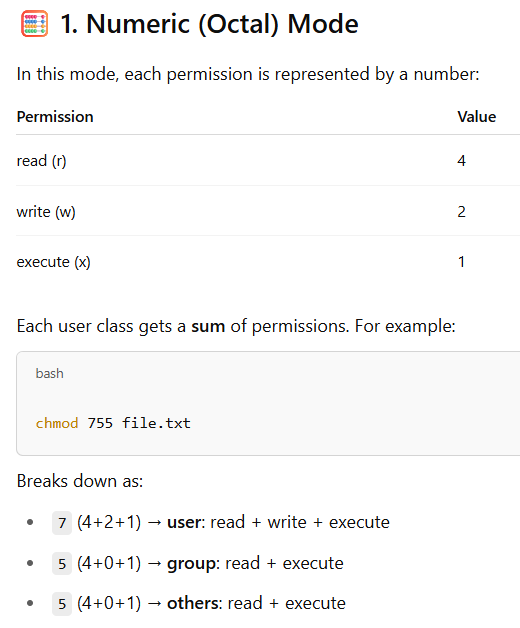 1. Numeric (Octal) Mode
In this mode, each permission is represented by a number:
Permission Value
read (r) 4
write (w) 2
execute (x) 1
Each user class gets a sum of permissions. For example:
bash
chmod 755 file.txt
Breaks down as:
• 7 (4+2+1) → user: read + write + execute
• 5 (4+0+1) → group: read + execute
• 5 (4+0+1) → others: read + execute